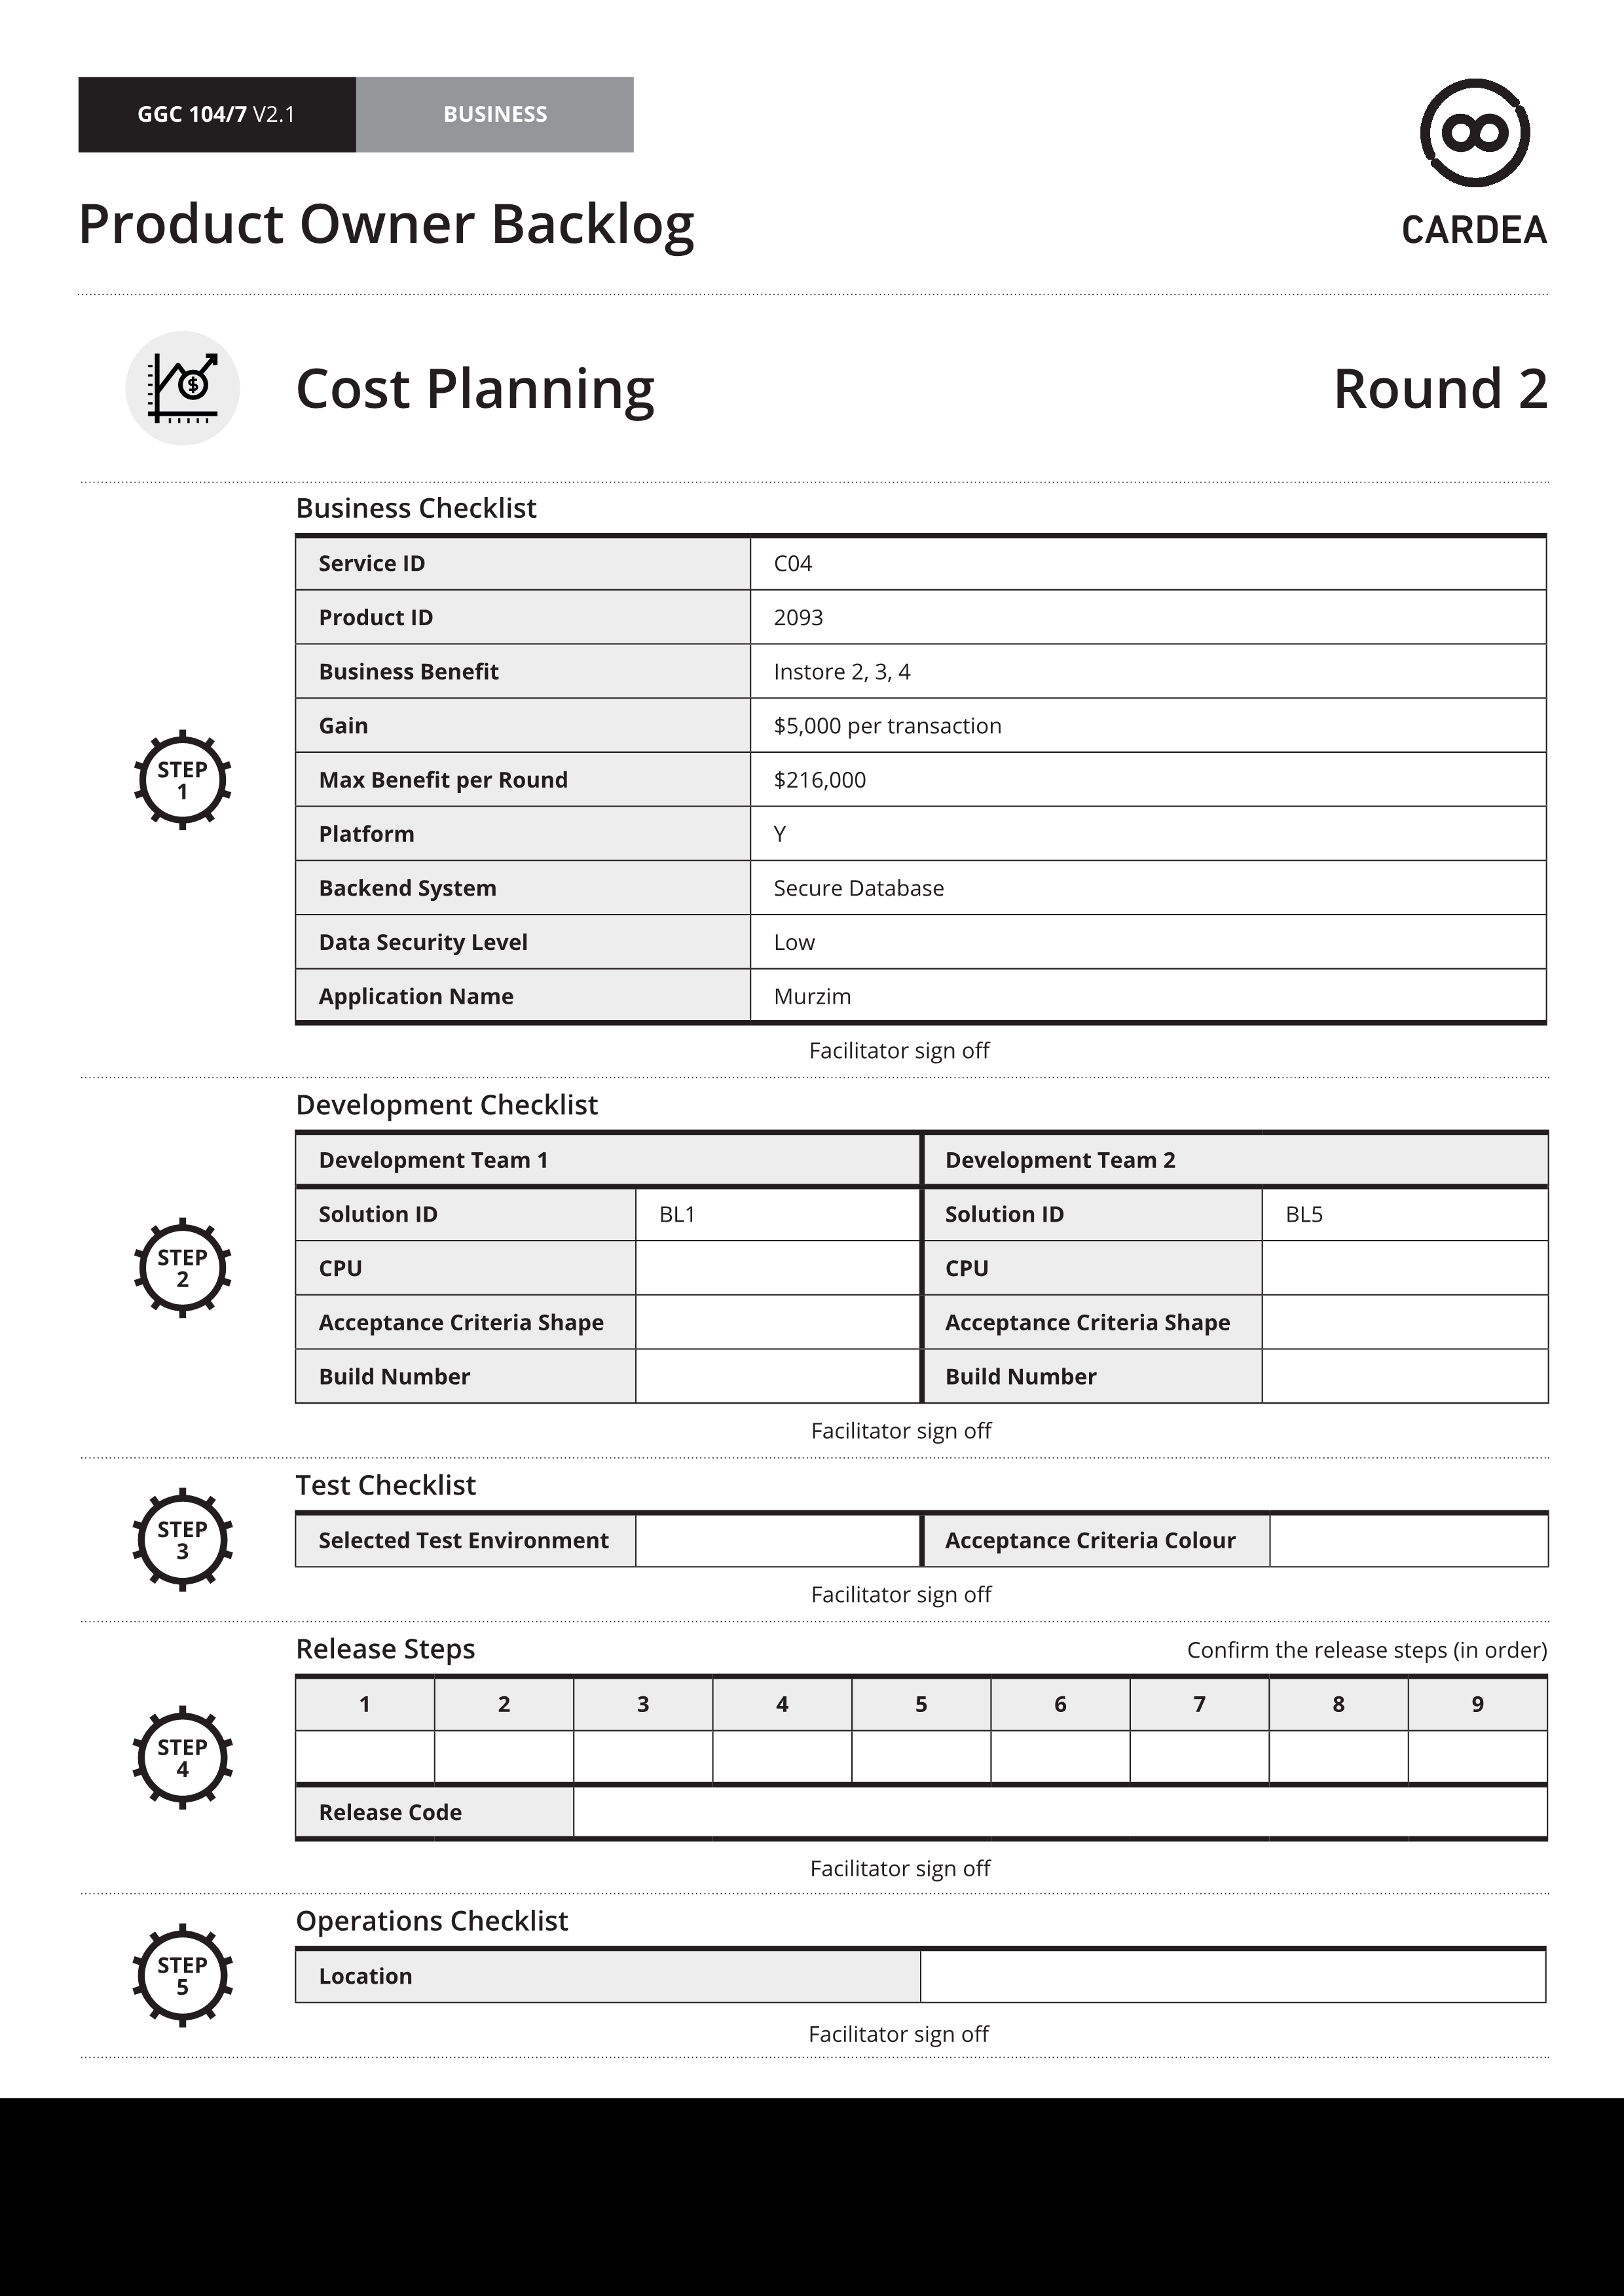 GGC 104/7 V2.1 BUSINESS
CARDEA
Product Owner Backlog
$
Cost Planning Round 2
Business Checklist
STEP 1
Service ID C04
Product ID 2093
Business Benefit Instore 2, 3, 4
Gain $5,000 per transaction
Max Benefit per Round $216,000
Platform Y
Backend System Secure Database
Data Security Level Low
Application Name Murzim
Facilitator sign off
Development Checklist
STEP 2
Development Team 1 Development Team 2
Solution ID BL1 Solution ID BL5
CPU CPU
Acceptance Criteria Shape Acceptance Criteria Shape
Build Number Build Number
Facilitator sign off
Test Checklist
STEP 3
Selected Test Environment Acceptance Criteria Colour
Facilitator sign off
Release Steps Confirm the release steps (in order)
STEP 4
1 2 3 4 5 6 7 8 9
Release Code
Facilitator sign off
Operations Checklist
STEP 5
Location
Facilitator sign off